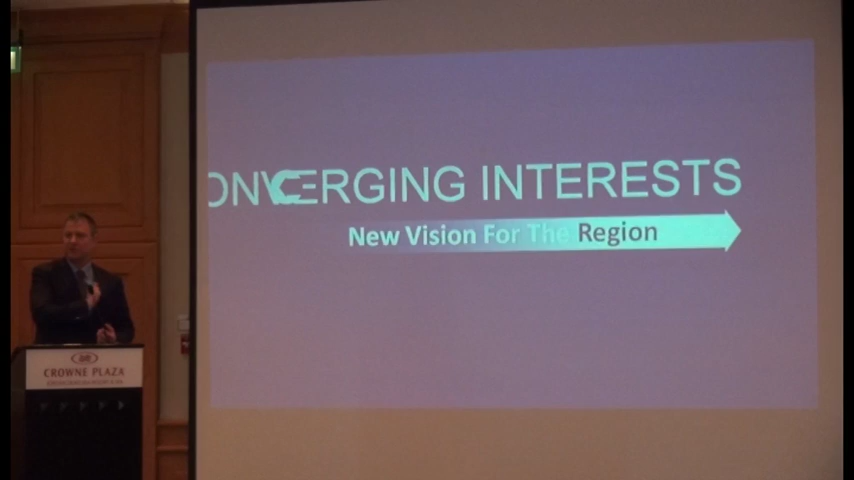 ONVERGING INTERESTS
New Vision For The Region
CROWNE PLAZA